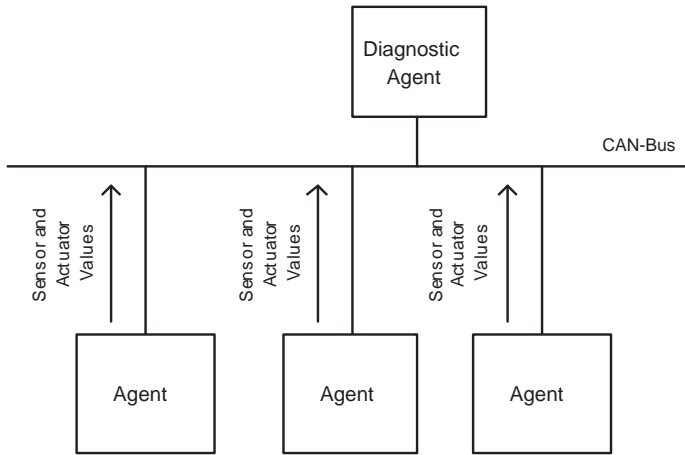 Diagnostic
Agent
CAN-Bus
Sensor and
Actuator
Values
Sensor and
Actuator
Values
Sensor and
Actuator
Values
Agent
Agent
Agent